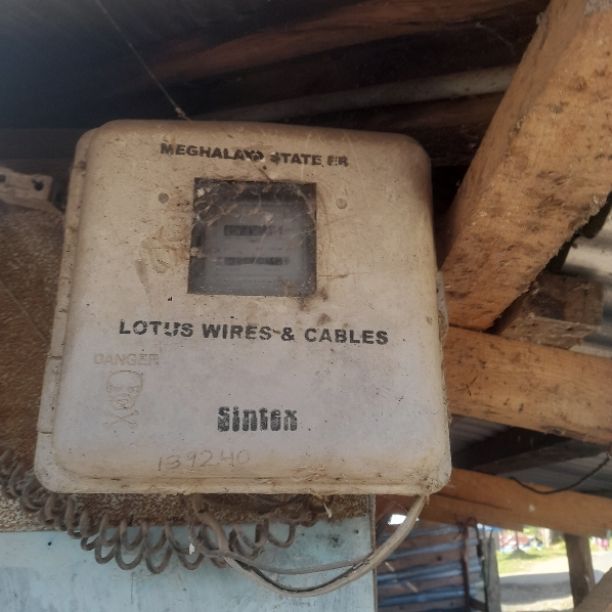 MEGHALAYA STATE EB
LOTUS WIRES & CABLES
DANGER
Sintex
139240